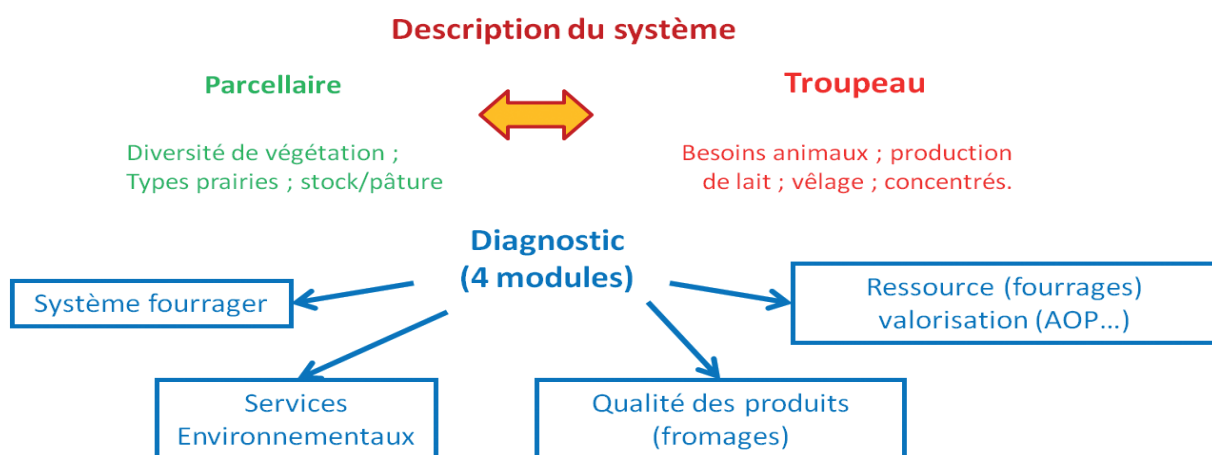 Description du système
Parcellaire
Troupeau
Diversité de végétation ;
Types prairies ; stock/pâture
Besoins animaux ; production
de lait ; vêlage ; concentrés.
Diagnostic
(4 modules)
Système fourrager
Ressource (fourrages)
valorisation (AOP...)
Services
Environnementaux
Qualité des produits
(fromages)